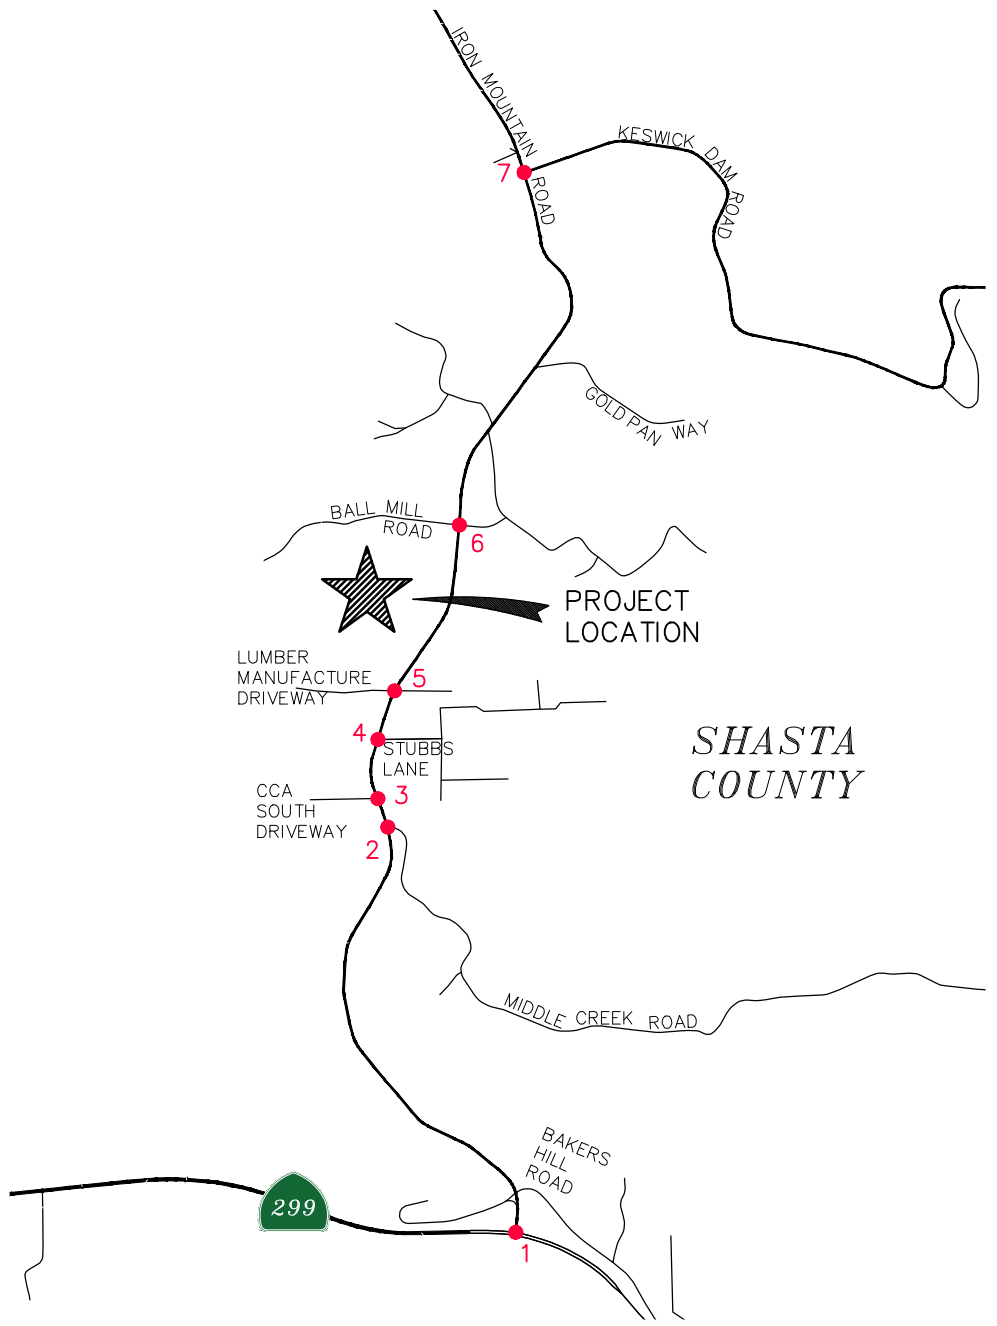 IRON MOUNTAIN
ROAD
KESWICK DAM ROAD
7
GOLD PAN WAY
BALL MILL
ROAD
6
PROJECT
LOCATION
LUMBER
MANUFACTURE
DRIVEWAY
5
4
STUBBS
LANE
SHASTA
COUNTY
CCA
SOUTH
DRIVEWAY
3
2
MIDDLE CREEK ROAD
BAKERS
HILL
ROAD
299
1